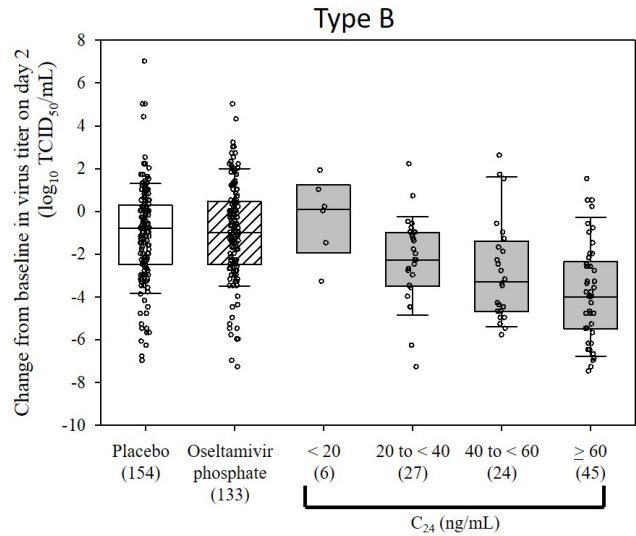 Type B
Change from baseline in virus titer on day 2
(log₁₀ TCID₅₀/mL)
8
6
4
2
0
-2
-4
-6
-8
-10
Placebo
(154)
Oseltamivir
phosphate
(133)
< 20
(6)
20 to < 40
(27)
40 to < 60
(24)
≥ 60
(45)
C₂₄ (ng/mL)